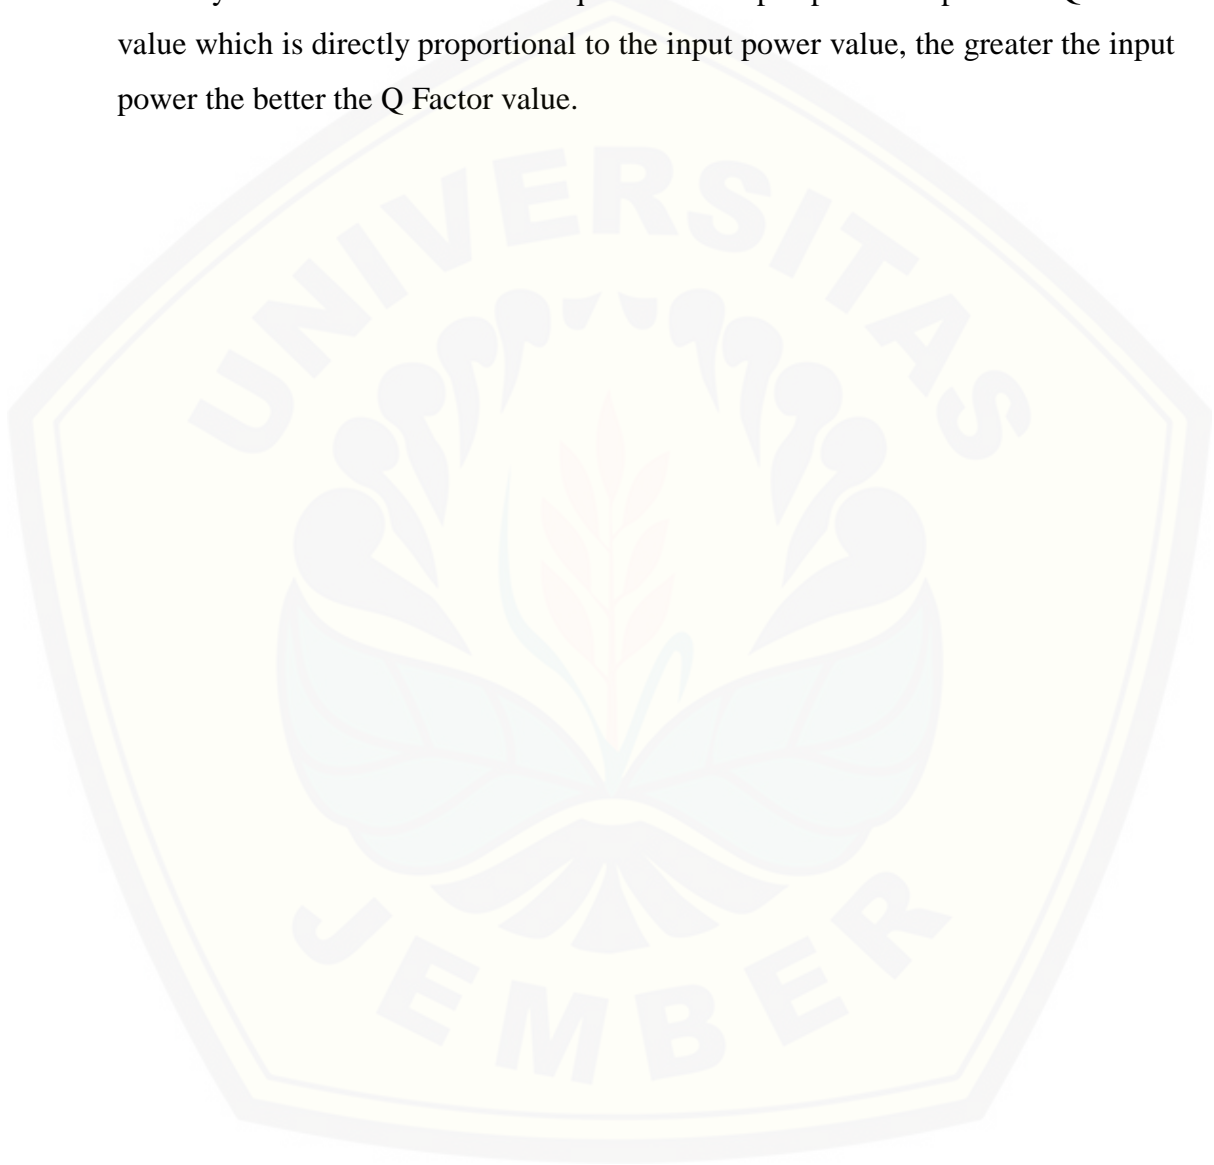 value which is directly proportional to the input power value, the greater the input
power the better the Q Factor value.
UNIVERSITAS
JEMBER